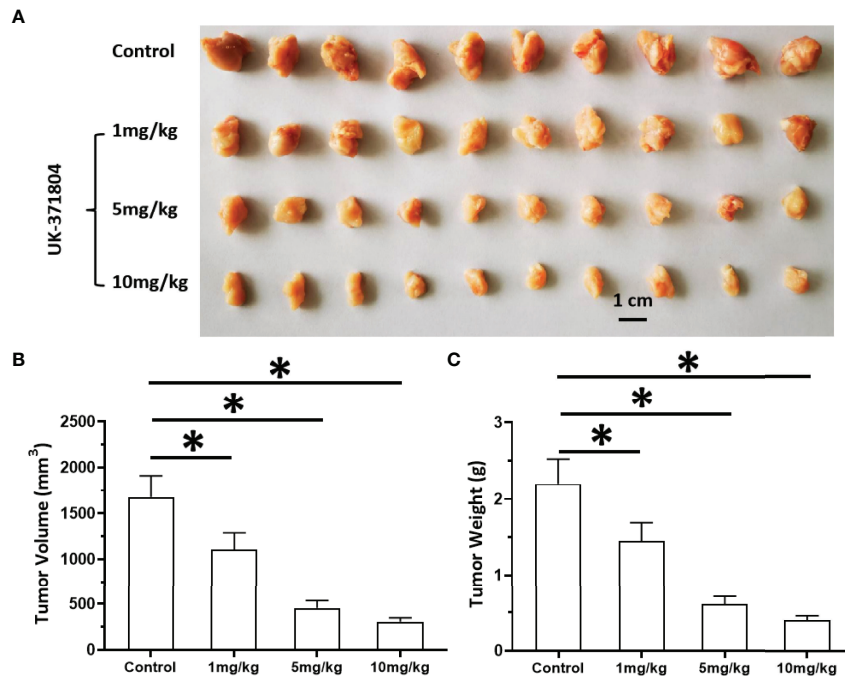 A
Control
1mg/kg
5mg/kg
10mg/kg
UK-371804
1 cm
B
*
*
*
Tumor Volume (mm³)
2500
2000
1500
1000
500
0
Control 1mg/kg 5mg/kg 10mg/kg
C
*
*
*
Tumor Weight (g)
3
2
1
0
Control 1mg/kg 5mg/kg 10mg/kg